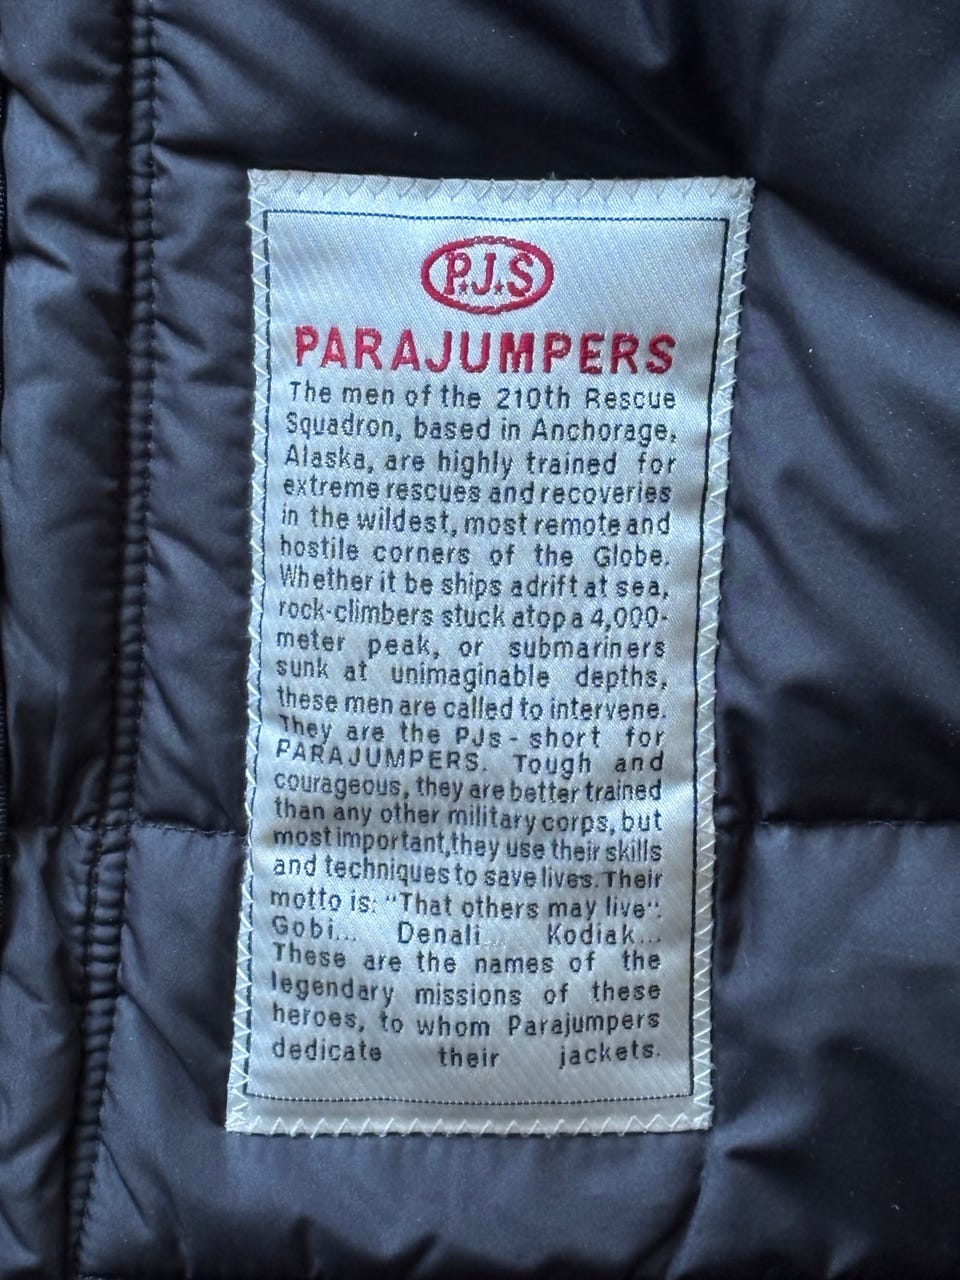 P.J.S
PARAJUMPERS
The men of the 210th Rescue
Squadron, based in Anchorage,
Alaska, are highly trained for
extreme rescues and recoveries
in the wildest, most remote and
hostile corners of the Globe.
Whether it be ships adrift at sea,
rock-climbers stuck atop a 4,000-
meter peak, or submariners
sunk at unimaginable depths,
these men are called to intervene.
They are the PJs - short for
PARAJUMPERS. Tough and
courageous, they are better trained
than any other military corps, but
most important, they use their skills
and techniques to save lives. Their
motto is: "That others may live".
Gobi... Denali... Kodiak...
These are the names of the
legendary missions of these
heroes, to whom Parajumpers
dedicate their jackets.